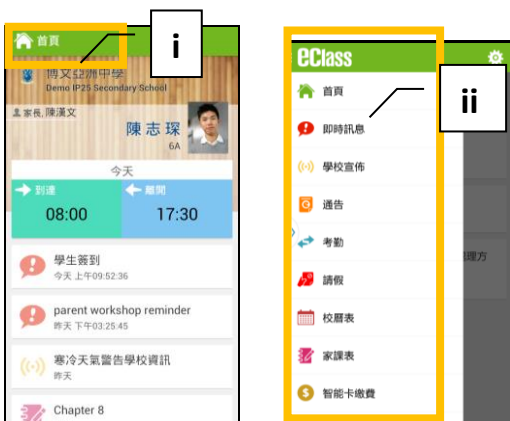 首頁
i
博文亞洲中學
Demo IP25 Secondary School
家長, 陳漢文
陳志琛
6A
今天
到達
離開
08:00
17:30
學生簽到
今天 上午09:52:36
parent workshop reminder
昨天 下午03:25:45
寒冷天氣警告學校資訊
昨天
Chapter 8
eClass
ii
首頁
即時訊息
學校宣佈
通告
考勤
請假
校曆表
家課表
智能卡繳費
理方